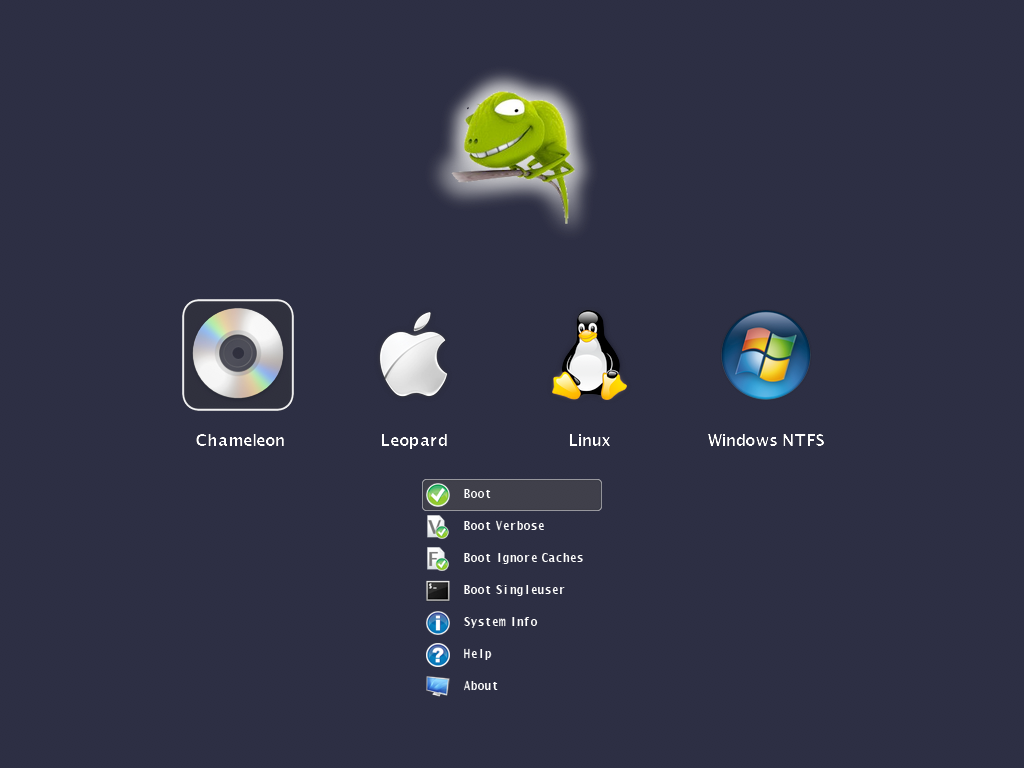 Chameleon
Leopard
Linux
Windows NTFS
Boot
Boot Verbose
Boot Ignore Caches
Boot Singleuser
System Info
Help
About